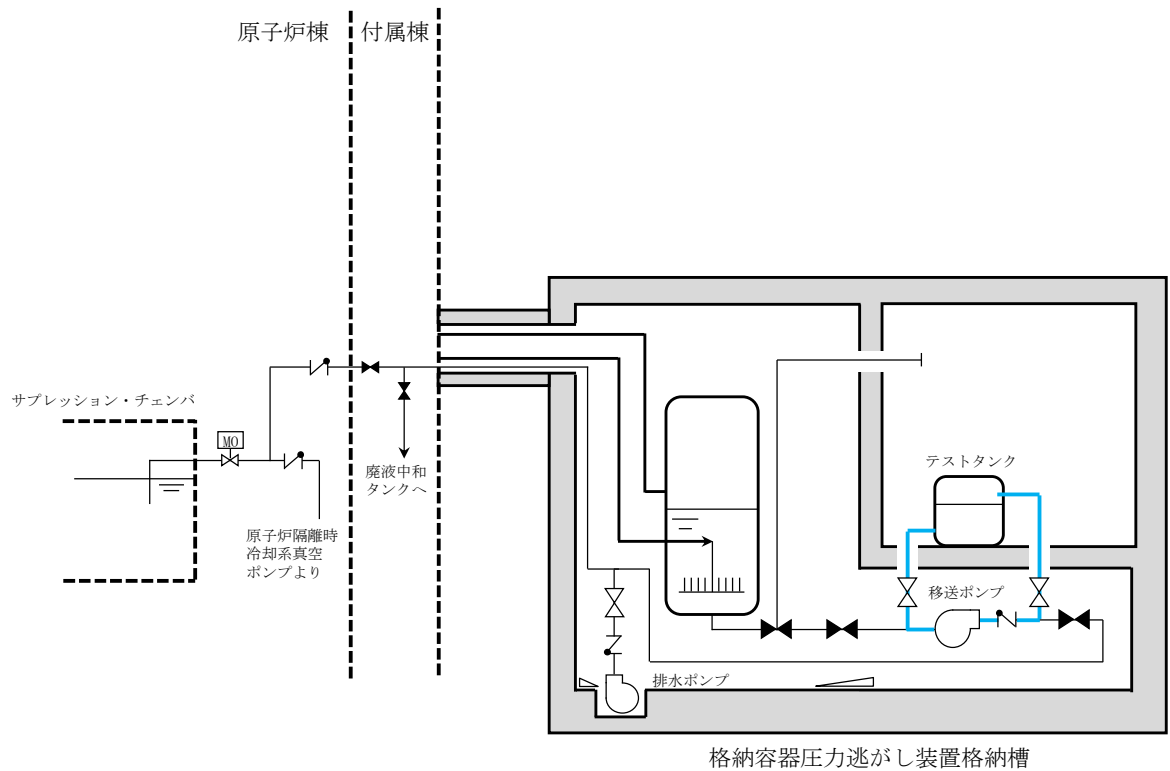 原子炉棟
付属棟
サプレッション・チェンバ
MO
廃液中和
タンクへ
原子炉隔離時
冷却系真空
ポンプより
テストタンク
移送ポンプ
排水ポンプ
格納容器圧力逃がし装置格納槽